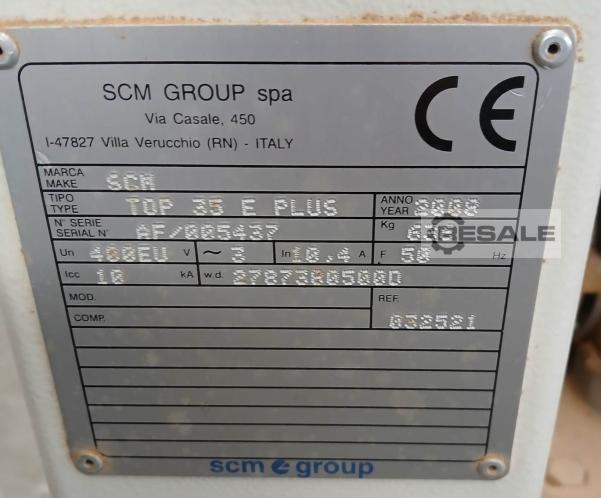 SCM GROUP spa
Via Casale, 450
I-47827 Villa Verucchio (RN) - ITALY
CE
MARCA
MAKE SCM
TIPO
TYPE TOP 35 E PLUS
ANNO
YEAR 2008
N° SERIE
SERIAL N° AF/005437
Kg
RESALE
Un 400EU V ~ 3 In 10.4 A F 50 Hz
Icc 10 kA w.d.
MOD.
REF.
COMP.
032521
scm group